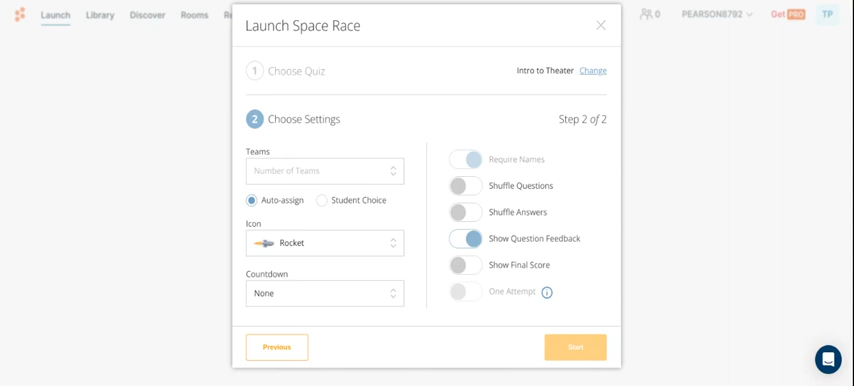 Launch Library Discover Rooms Re 0 PEARSON8792 Get PRO TP
Launch Space Race
1 Choose Quiz Intro to Theater Change
2 Choose Settings Step 2 of 2
Teams
Number of Teams
Auto-assign Student Choice
Icon
Rocket
Countdown
None
Require Names
Shuffle Questions
Shuffle Answers
Show Question Feedback
Show Final Score
One Attempt
Previous Start